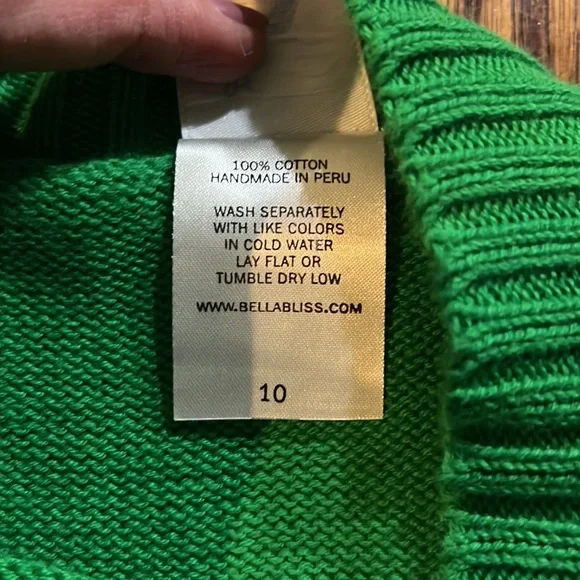 100% COTTON
HANDMADE IN PERU
WASH SEPARATELY
WITH LIKE COLORS
IN COLD WATER
LAY FLAT OR
TUMBLE DRY LOW
WWW.BELLABLISS.COM
10